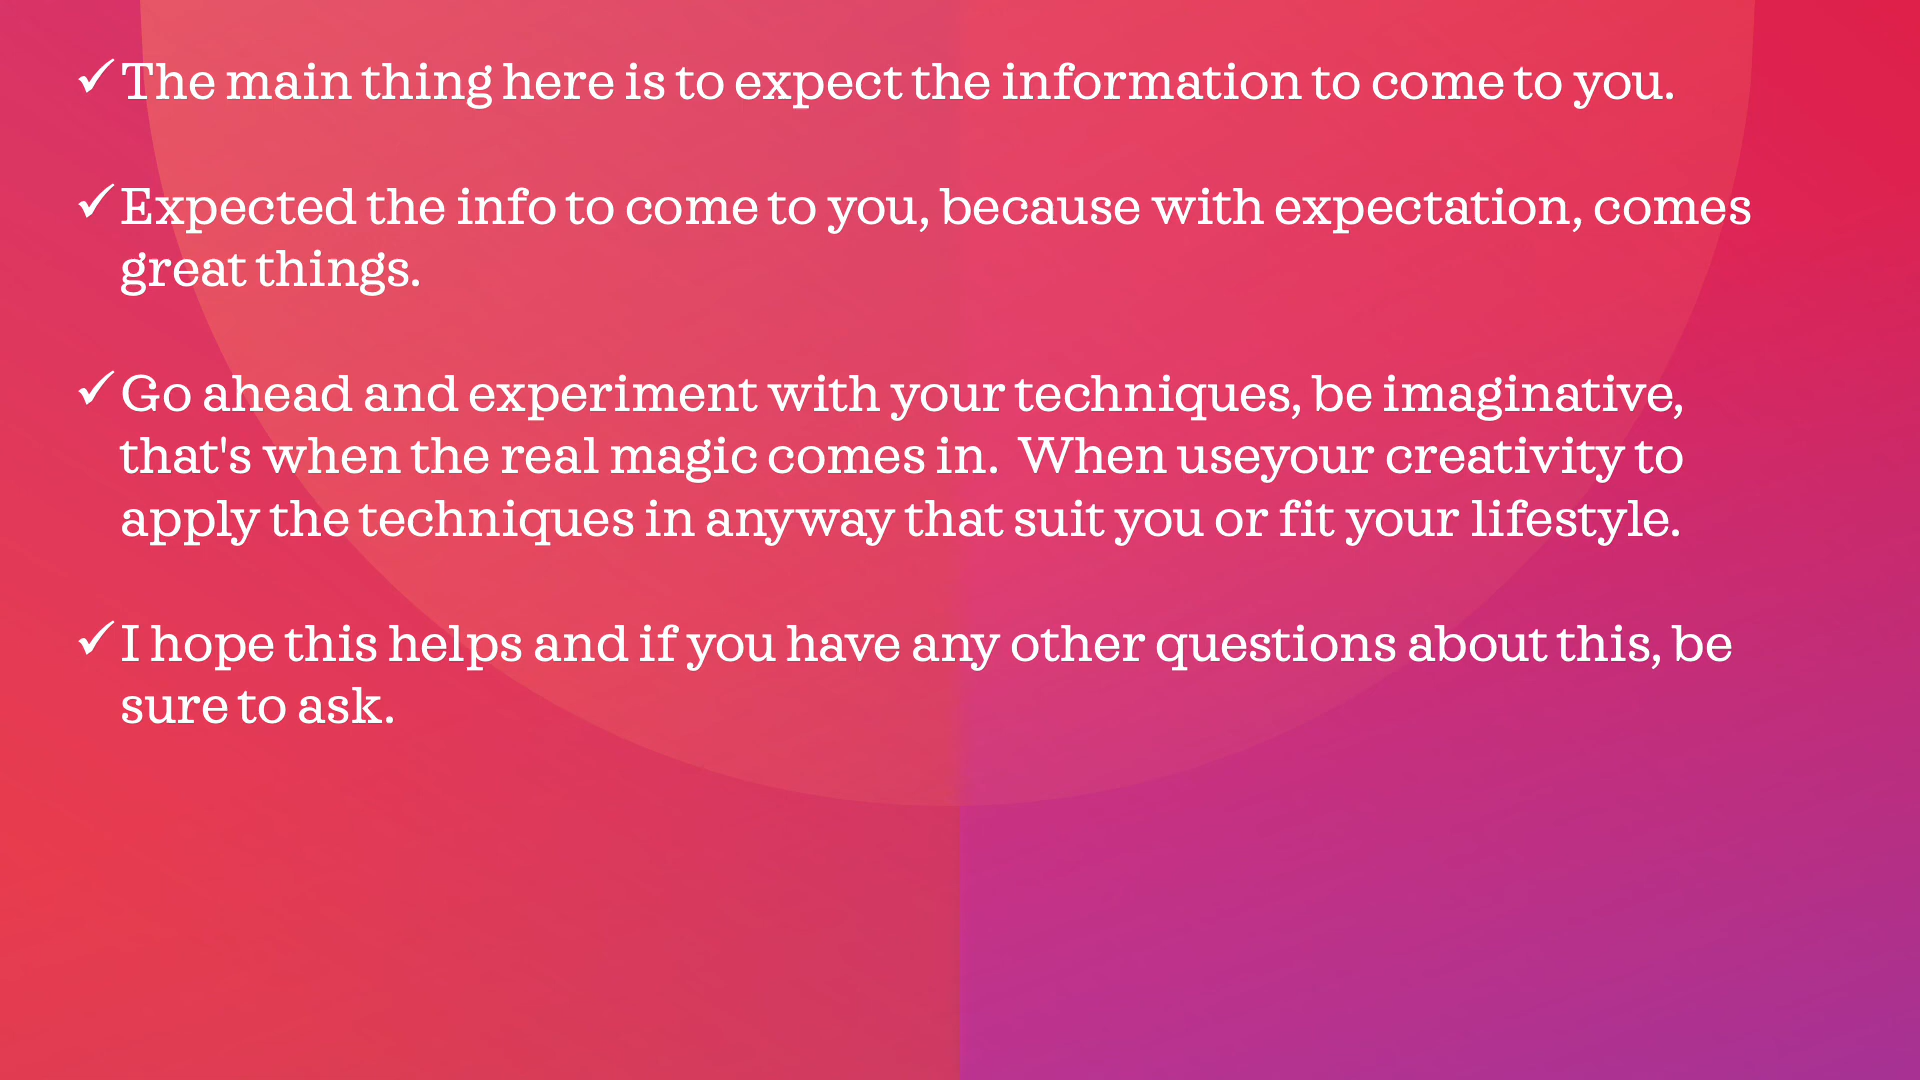 ✓The main thing here is to expect the information to come to you.
✓Expected the info to come to you, because with expectation, comes
great things.
✓Go ahead and experiment with your techniques, be imaginative,
that's when the real magic comes in.  When useyour creativity to
apply the techniques in anyway that suit you or fit your lifestyle.
✓I hope this helps and if you have any other questions about this, be
sure to ask.